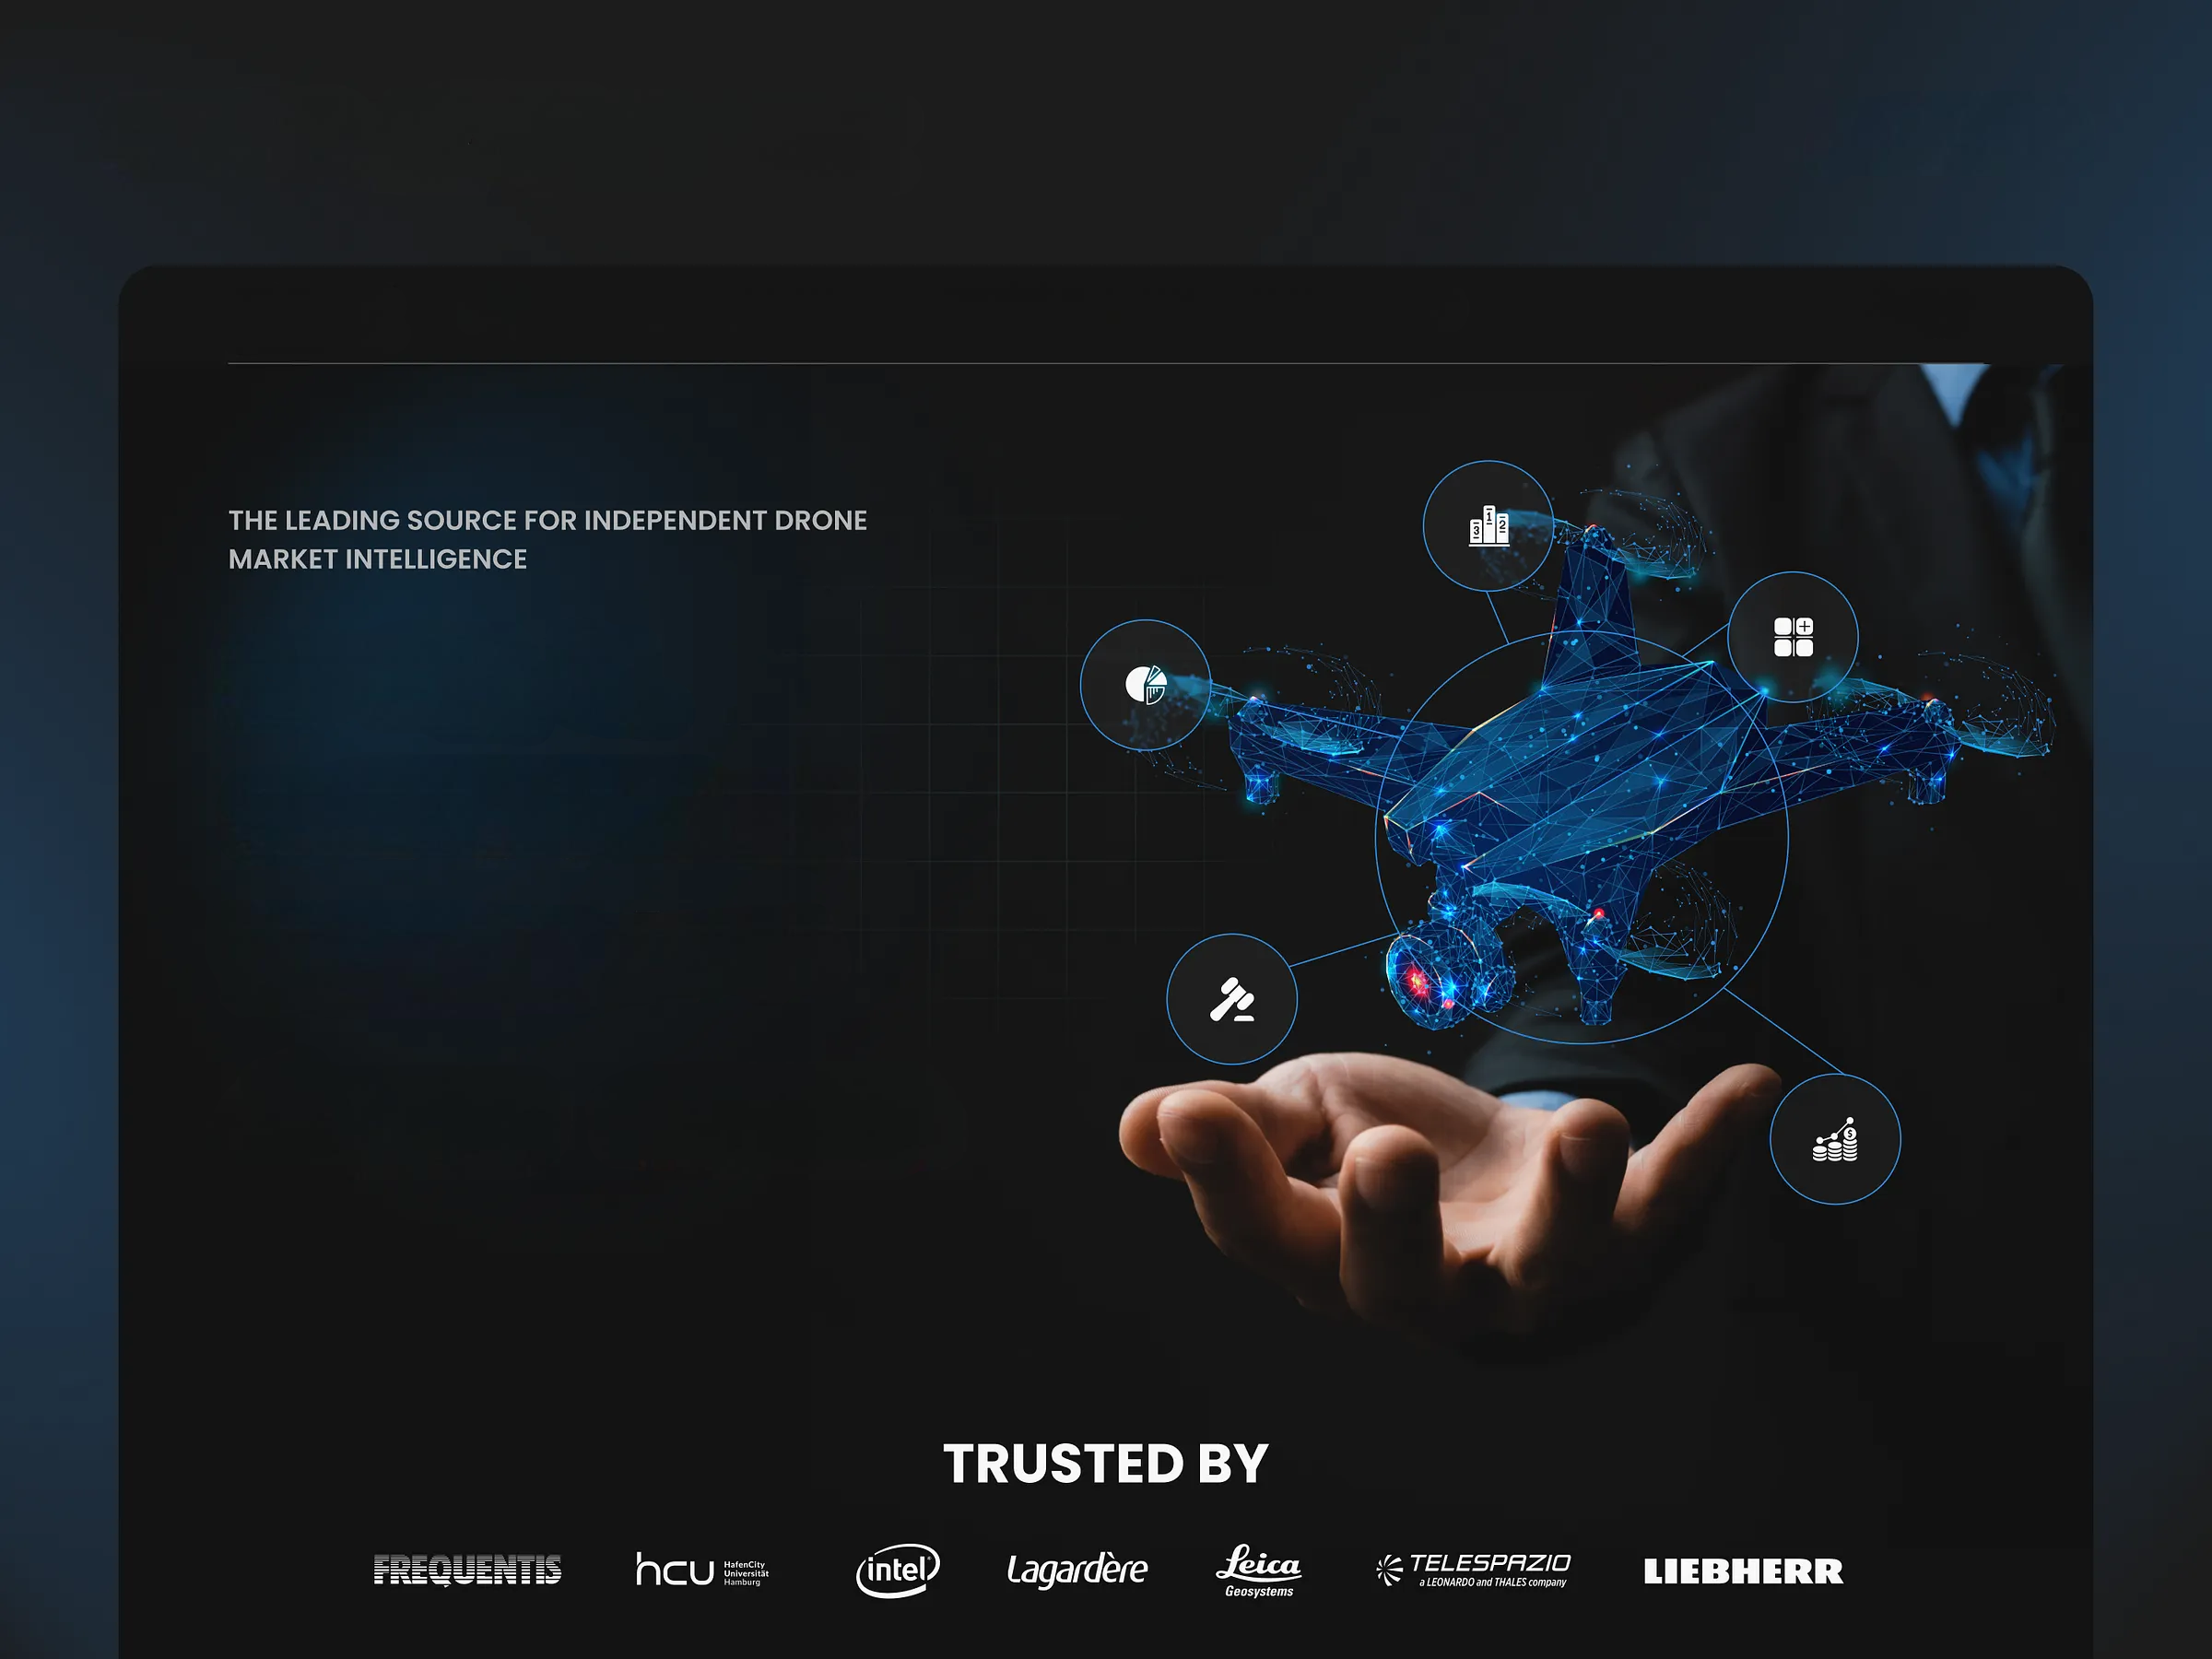 THE LEADING SOURCE FOR INDEPENDENT DRONE
MARKET INTELLIGENCE
3 1 2
$
TRUSTED BY
FREQUENTIS
hcu HafenCity
Universität
Hamburg
intel
Lagardère
Leica
Geosystems
TELESPAZIO
a LEONARDO and THALES company
LIEBHERR